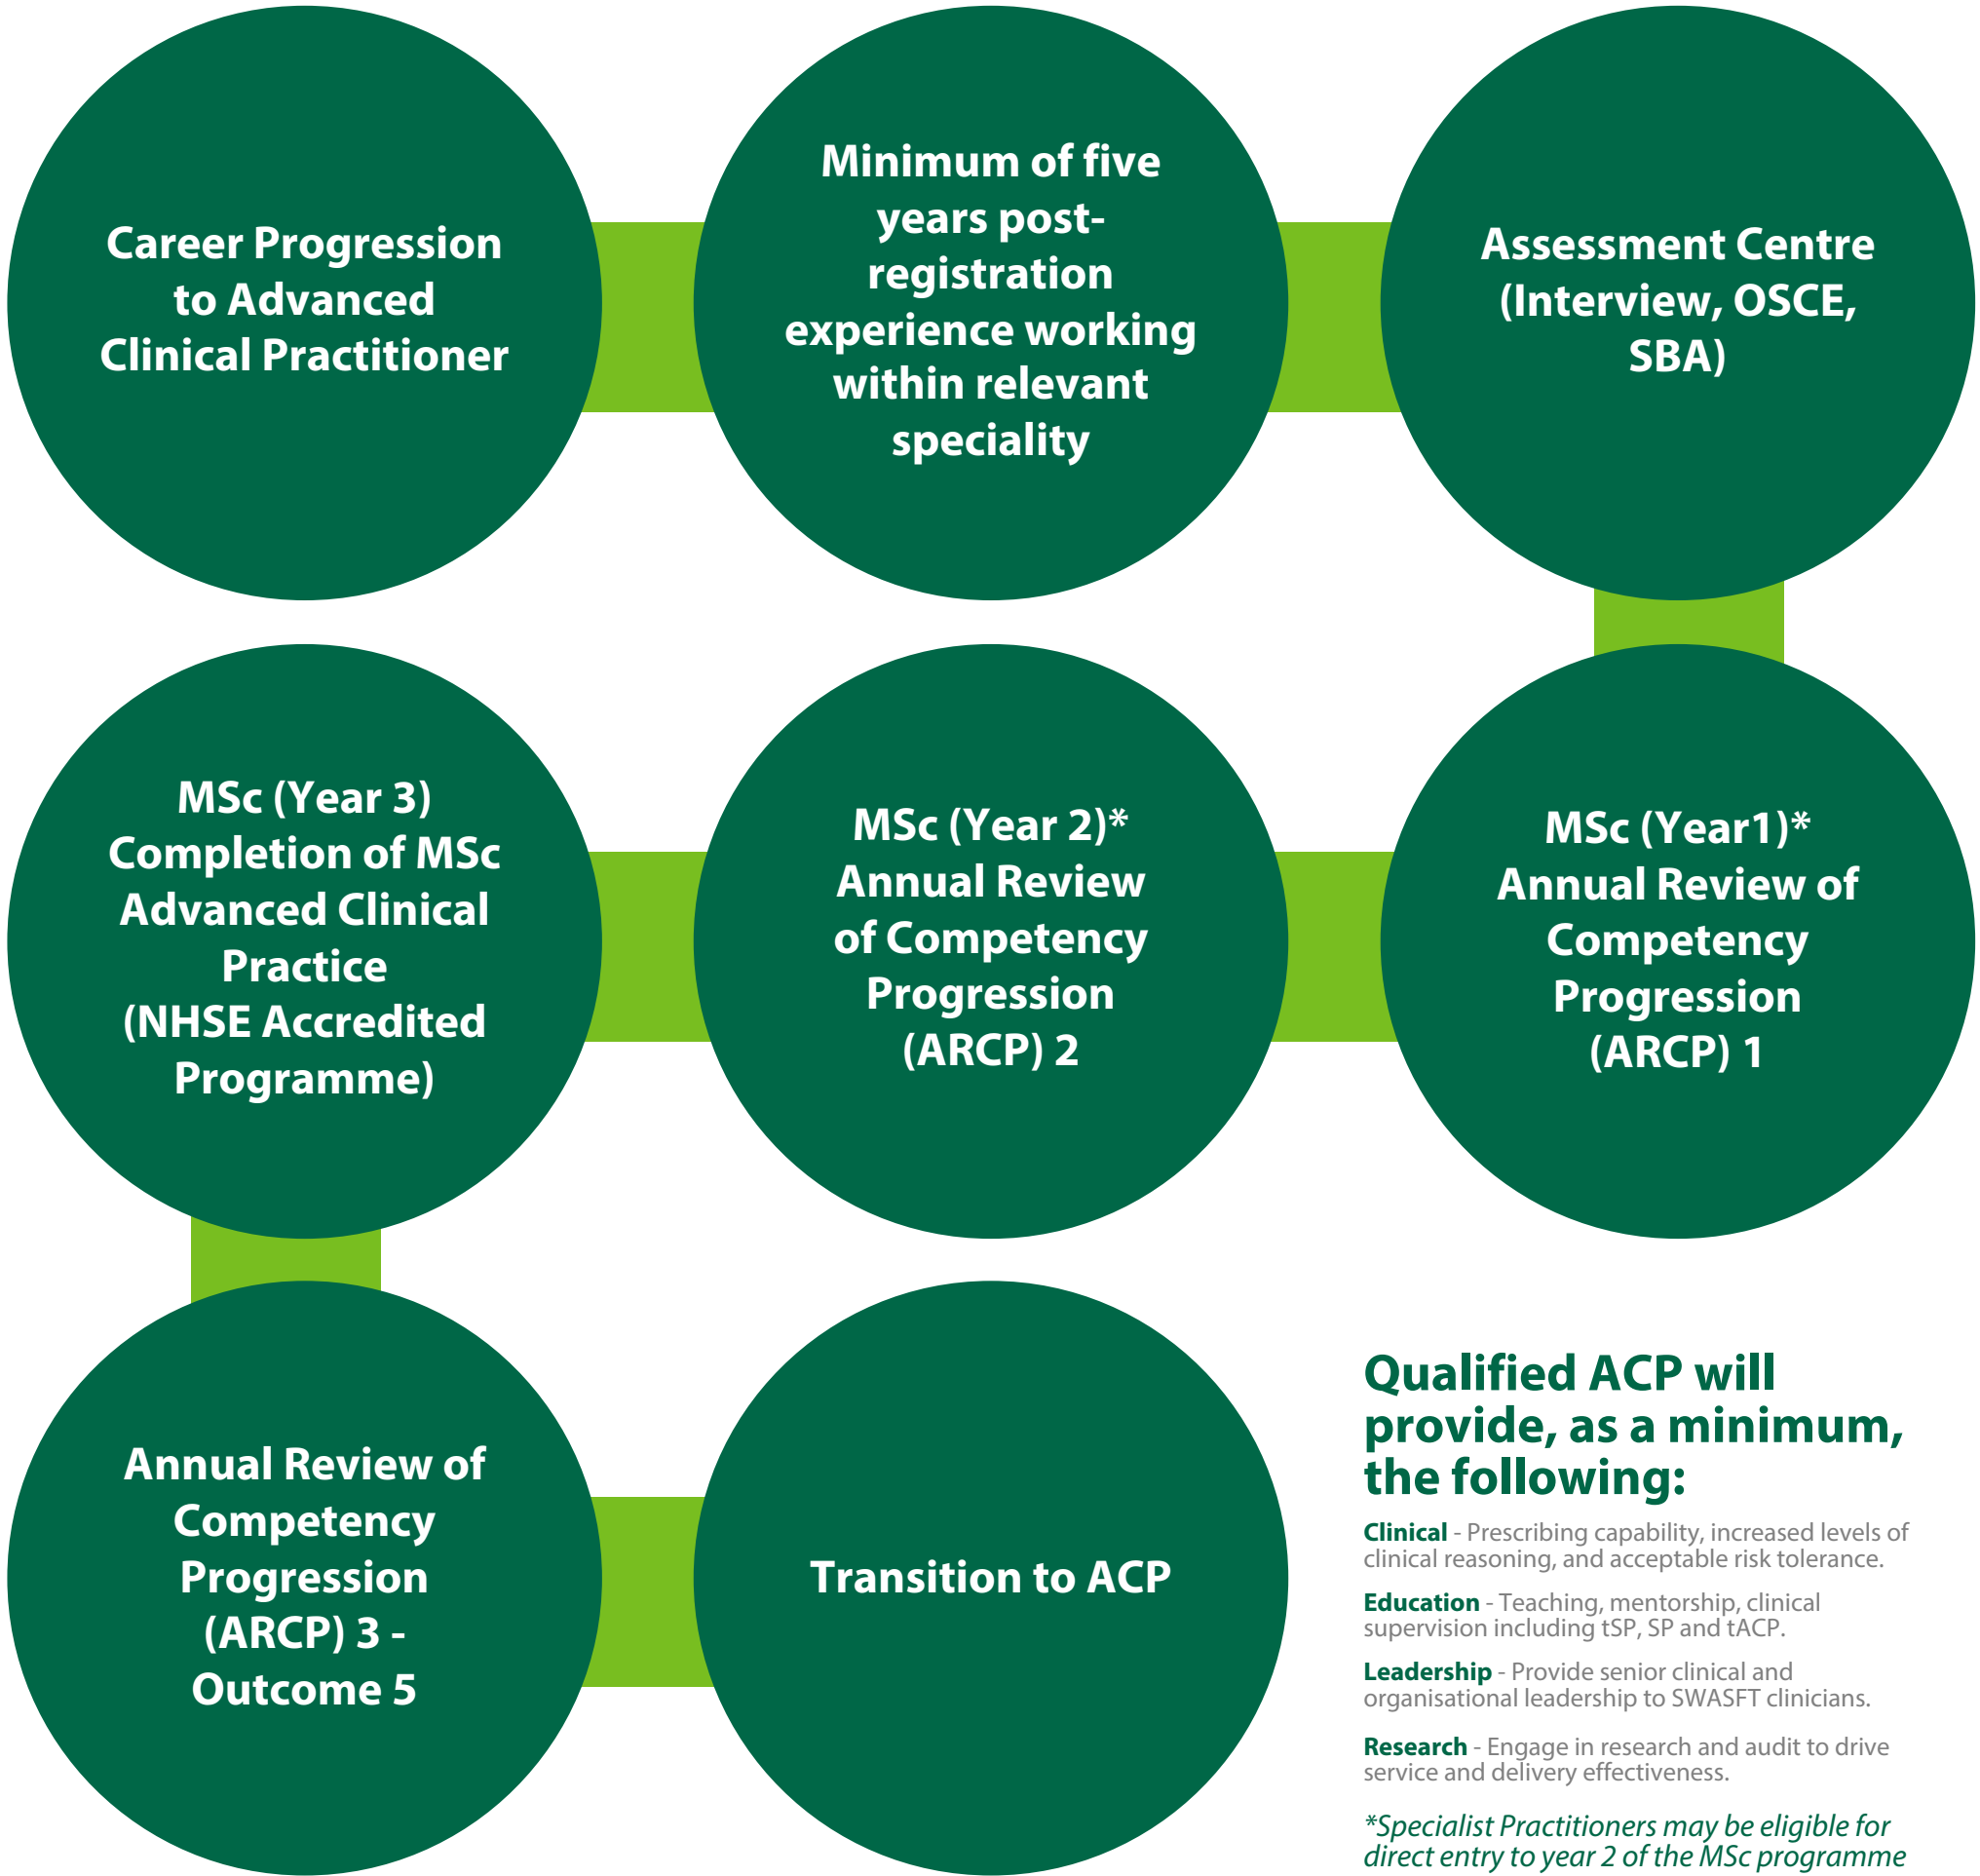 Career Progression
to Advanced
Clinical Practitioner
Minimum of five
years post-
registration
experience working
within relevant
speciality
Assessment Centre
(Interview, OSCE,
SBA)
MSc (Year1)*
Annual Review of
Competency
Progression
(ARCP) 1
MSc (Year 2)*
Annual Review
of Competency
Progression
(ARCP) 2
MSc (Year 3)
Completion of MSc
Advanced Clinical
Practice
(NHSE Accredited
Programme)
Annual Review of
Competency
Progression
(ARCP) 3 -
Outcome 5
Transition to ACP
Qualified ACP will
provide, as a minimum,
the following:
Clinical - Prescribing capability, increased levels of
clinical reasoning, and acceptable risk tolerance.
Education - Teaching, mentorship, clinical
supervision including tSP, SP and tACP.
Leadership - Provide senior clinical and
organisational leadership to SWASFT clinicians.
Research - Engage in research and audit to drive
service and delivery effectiveness.
*Specialist Practitioners may be eligible for
direct entry to year 2 of the MSc programme